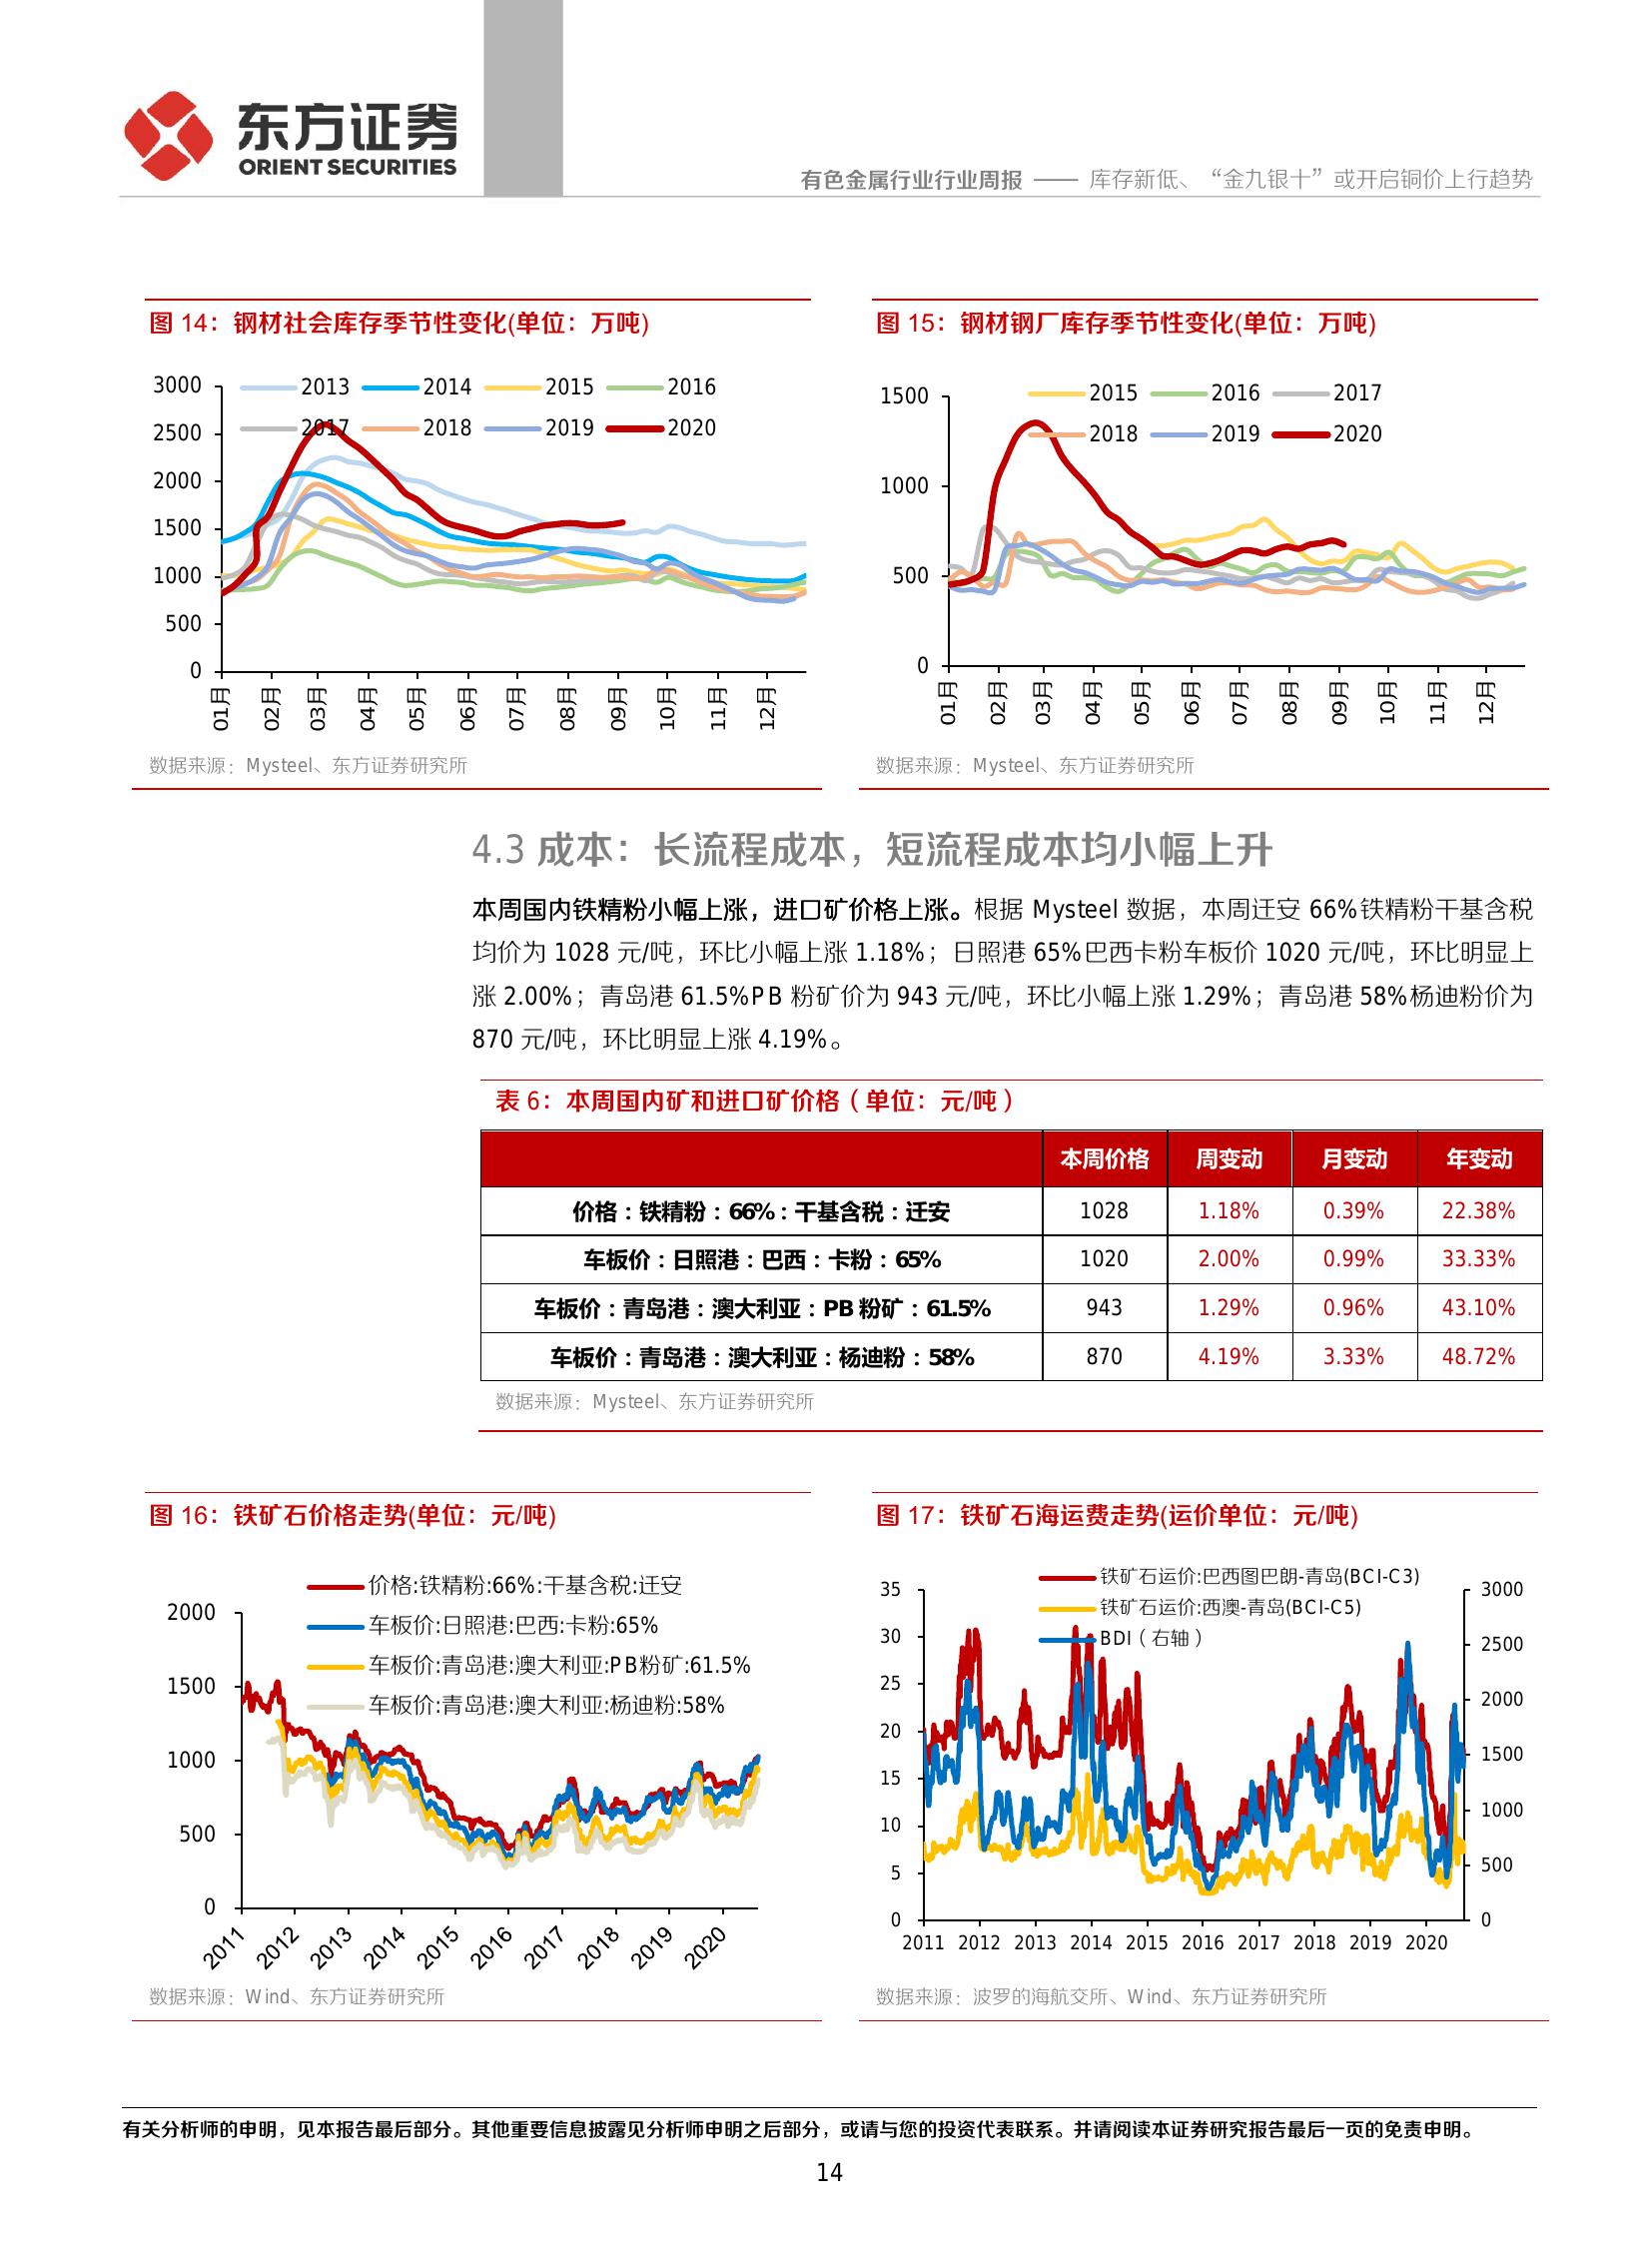 东方证券
ORIENT SECURITIES
有色金属行业行业周报 —— 库存新低、“金九银十”或开启铜价上行趋势
图 14：钢材社会库存季节性变化(单位：万吨)
3000
2500
2000
1500
1000
500
0
2013 2014 2015 2016
2017 2018 2019 2020
01月 02月 03月 04月 05月 06月 07月 08月 09月 10月 11月 12月
数据来源：Mysteel、东方证券研究所
图 15：钢材钢厂库存季节性变化(单位：万吨)
1500
1000
500
0
2015 2016 2017
2018 2019 2020
01月 02月 03月 04月 05月 06月 07月 08月 09月 10月 11月 12月
数据来源：Mysteel、东方证券研究所
4.3 成本：长流程成本，短流程成本均小幅上升
本周国内铁精粉小幅上涨，进口矿价格上涨。根据 Mysteel 数据，本周迁安 66%铁精粉干基含税
均价为 1028 元/吨，环比小幅上涨 1.18%；日照港 65%巴西卡粉车板价 1020 元/吨，环比明显上
涨 2.00%；青岛港 61.5%PB 粉矿价为 943 元/吨，环比小幅上涨 1.29%；青岛港 58%杨迪粉价为
870 元/吨，环比明显上涨 4.19%。
表 6：本周国内矿和进口矿价格（单位：元/吨）
本周价格 周变动 月变动 年变动
价格：铁精粉：66%：干基含税：迁安 1028 1.18% 0.39% 22.38%
车板价：日照港：巴西：卡粉：65% 1020 2.00% 0.99% 33.33%
车板价：青岛港：澳大利亚：PB 粉矿：61.5% 943 1.29% 0.96% 43.10%
车板价：青岛港：澳大利亚：杨迪粉：58% 870 4.19% 3.33% 48.72%
数据来源：Mysteel、东方证券研究所
图 16：铁矿石价格走势(单位：元/吨)
价格:铁精粉:66%:干基含税:迁安
车板价:日照港:巴西:卡粉:65%
车板价:青岛港:澳大利亚:PB粉矿:61.5%
车板价:青岛港:澳大利亚:杨迪粉:58%
2000
1500
1000
500
0
2011 2012 2013 2014 2015 2016 2017 2018 2019 2020
数据来源：Wind、东方证券研究所
图 17：铁矿石海运费走势(运价单位：元/吨)
铁矿石运价:巴西图巴朗-青岛(BCI-C3)
铁矿石运价:西澳-青岛(BCI-C5)
BDI（右轴）
35
30
25
20
15
10
5
0
3000
2500
2000
1500
1000
500
0
2011 2012 2013 2014 2015 2016 2017 2018 2019 2020
数据来源：波罗的海航交所、Wind、东方证券研究所
有关分析师的申明，见本报告最后部分。其他重要信息披露见分析师申明之后部分，或请与您的投资代表联系。并请阅读本证券研究报告最后一页的免责申明。
14